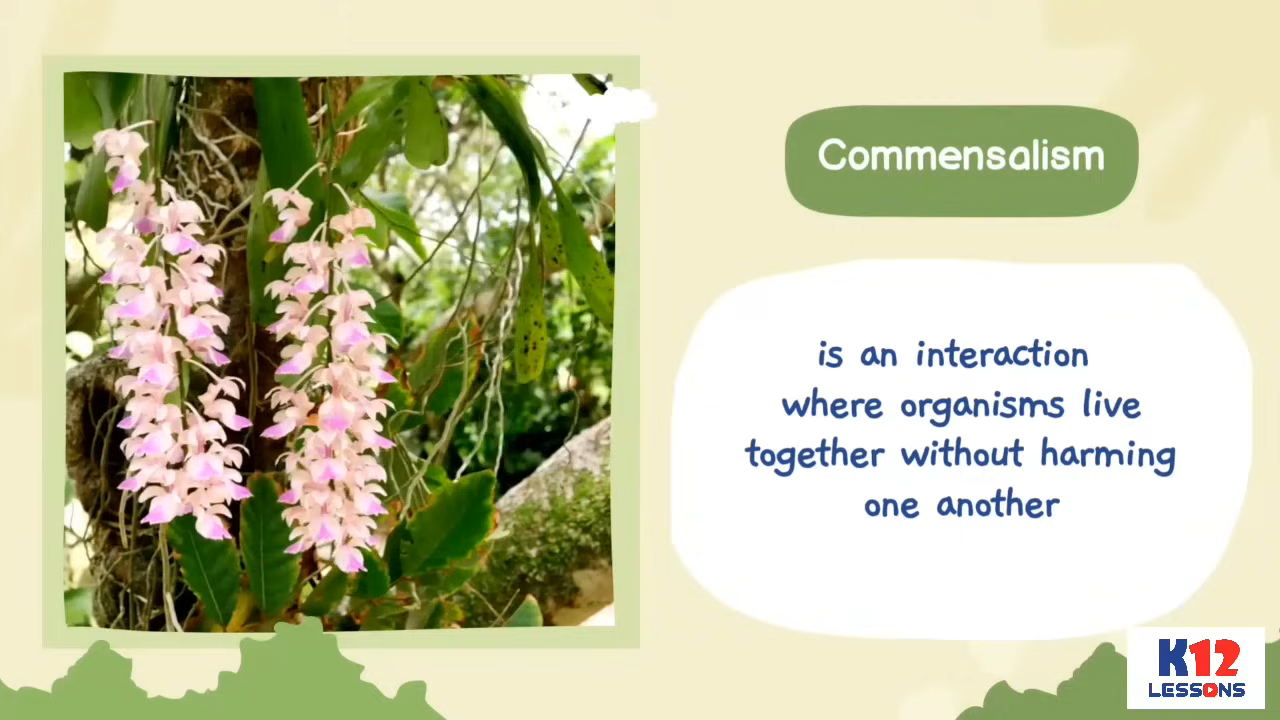 Commensalism
is an interaction
where organisms live
together without harming
one another
K12
LESSONS